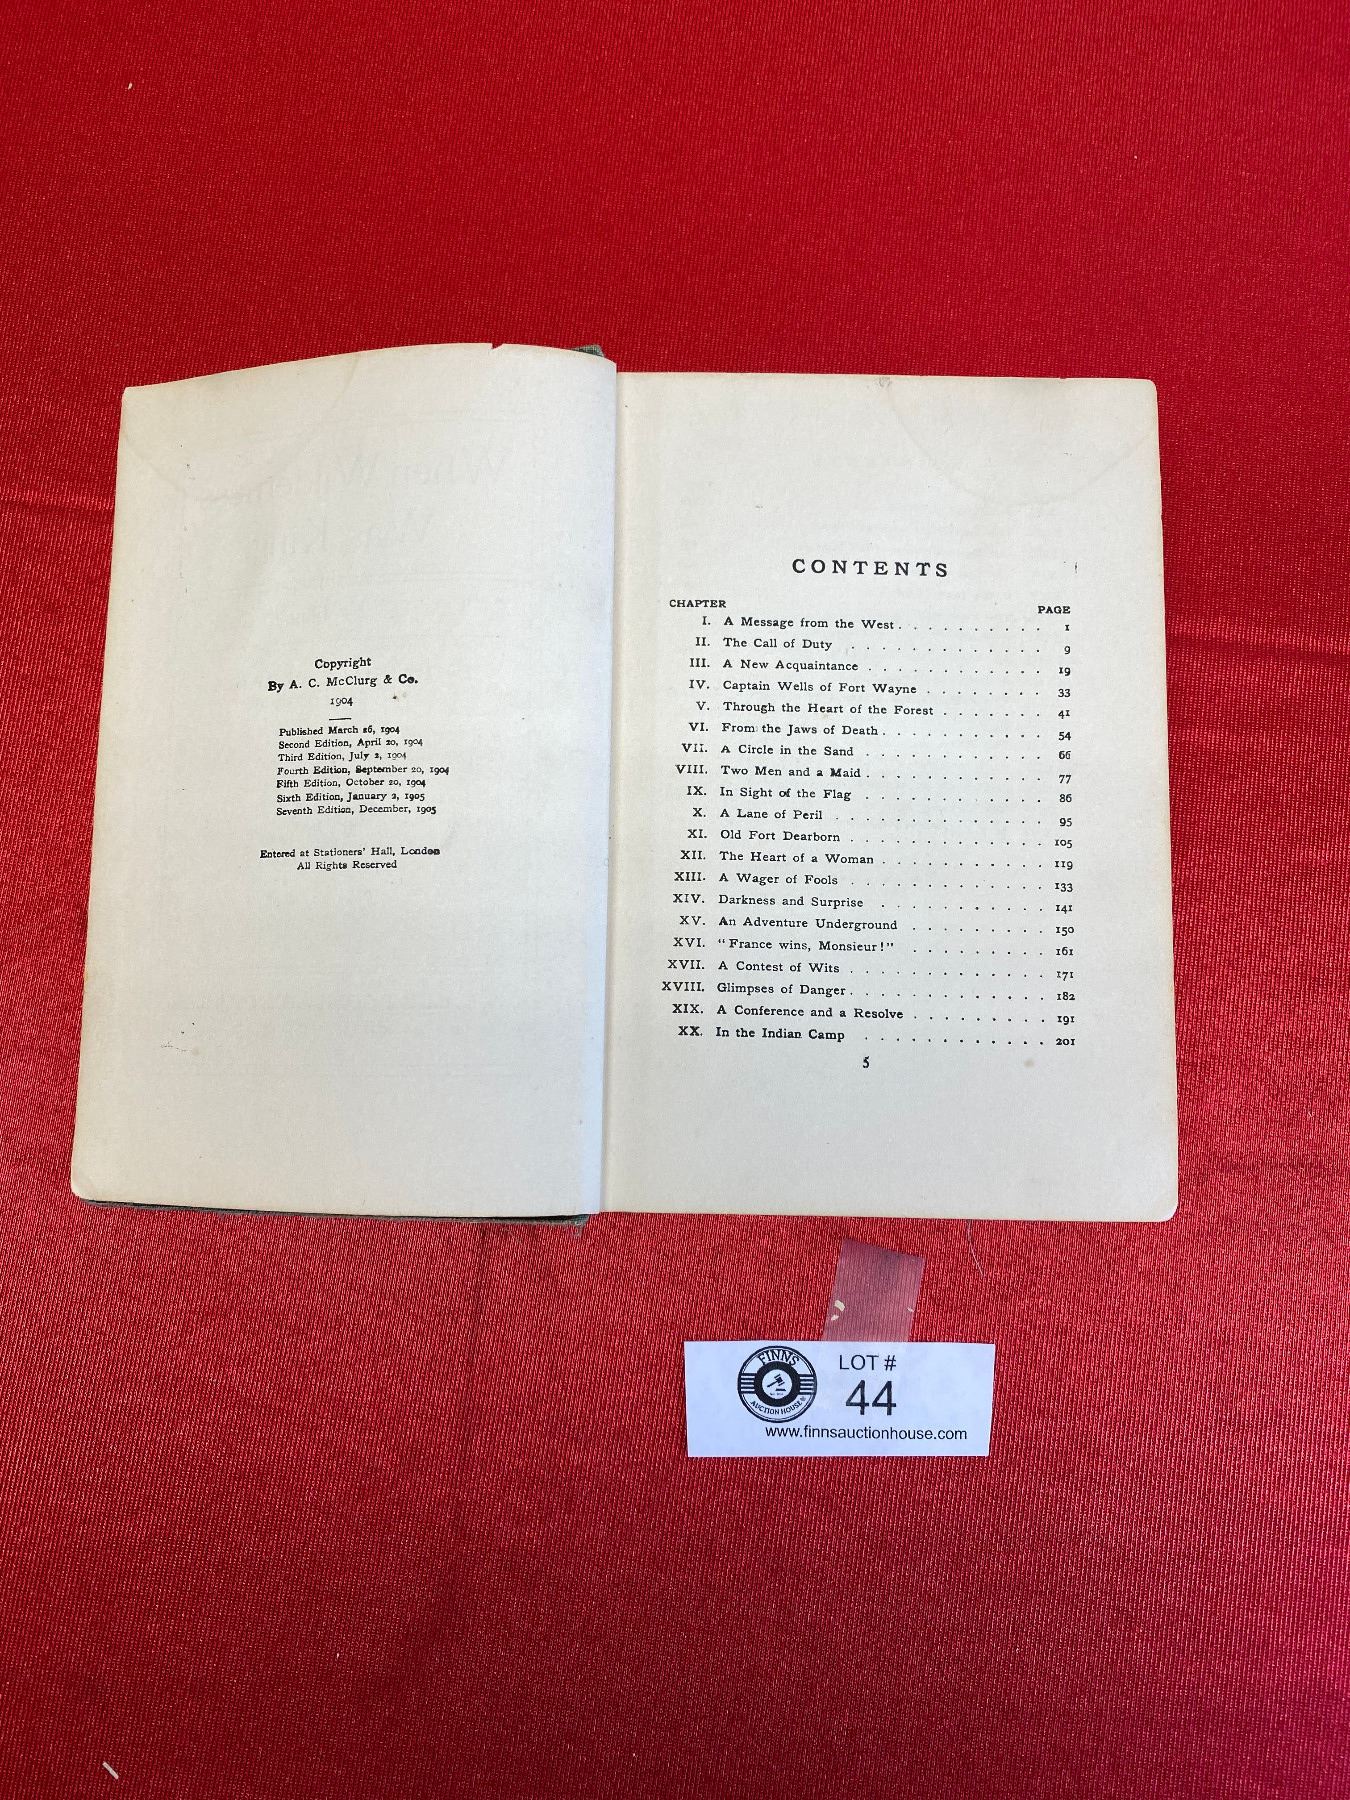 Copyright
By A. C. McClurg & Co.
1904
Published March 26, 1904
Second Edition, April 20, 1904
Third Edition, July 2, 1904
Fourth Edition, September 20, 1904
Fifth Edition, October 20, 1904
Sixth Edition, January 2, 1905
Seventh Edition, December, 1905
Entered at Stationers' Hall, London
All Rights Reserved
CONTENTS
CHAPTER PAGE
I. A Message from the West . . . . . . . . . . 1
II. The Call of Duty . . . . . . . . . . . . . 9
III. A New Acquaintance . . . . . . . . . . . 19
IV. Captain Wells of Fort Wayne . . . . . . . . 33
V. Through the Heart of the Forest . . . . . . . 41
VI. From the Jaws of Death . . . . . . . . . . . 54
VII. A Circle in the Sand . . . . . . . . . . . . 66
VIII. Two Men and a Maid . . . . . . . . . . . . 77
IX. In Sight of the Flag . . . . . . . . . . . . 86
X. A Lane of Peril . . . . . . . . . . . . . . 95
XI. Old Fort Dearborn . . . . . . . . . . . . . 105
XII. The Heart of a Woman . . . . . . . . . . . 119
XIII. A Wager of Fools . . . . . . . . . . . . . 133
XIV. Darkness and Surprise . . . . . . . . . . . 141
XV. An Adventure Underground . . . . . . . . . 150
XVI. "France wins, Monsieur!" . . . . . . . . . 161
XVII. A Contest of Wits . . . . . . . . . . . . . 171
XVIII. Glimpses of Danger . . . . . . . . . . . . . 182
XIX. A Conference and a Resolve . . . . . . . . . 191
XX. In the Indian Camp . . . . . . . . . . . . 201
5
FINNS
AUCTION HOUSE
LOT #
44
www.finnsauctionhouse.com